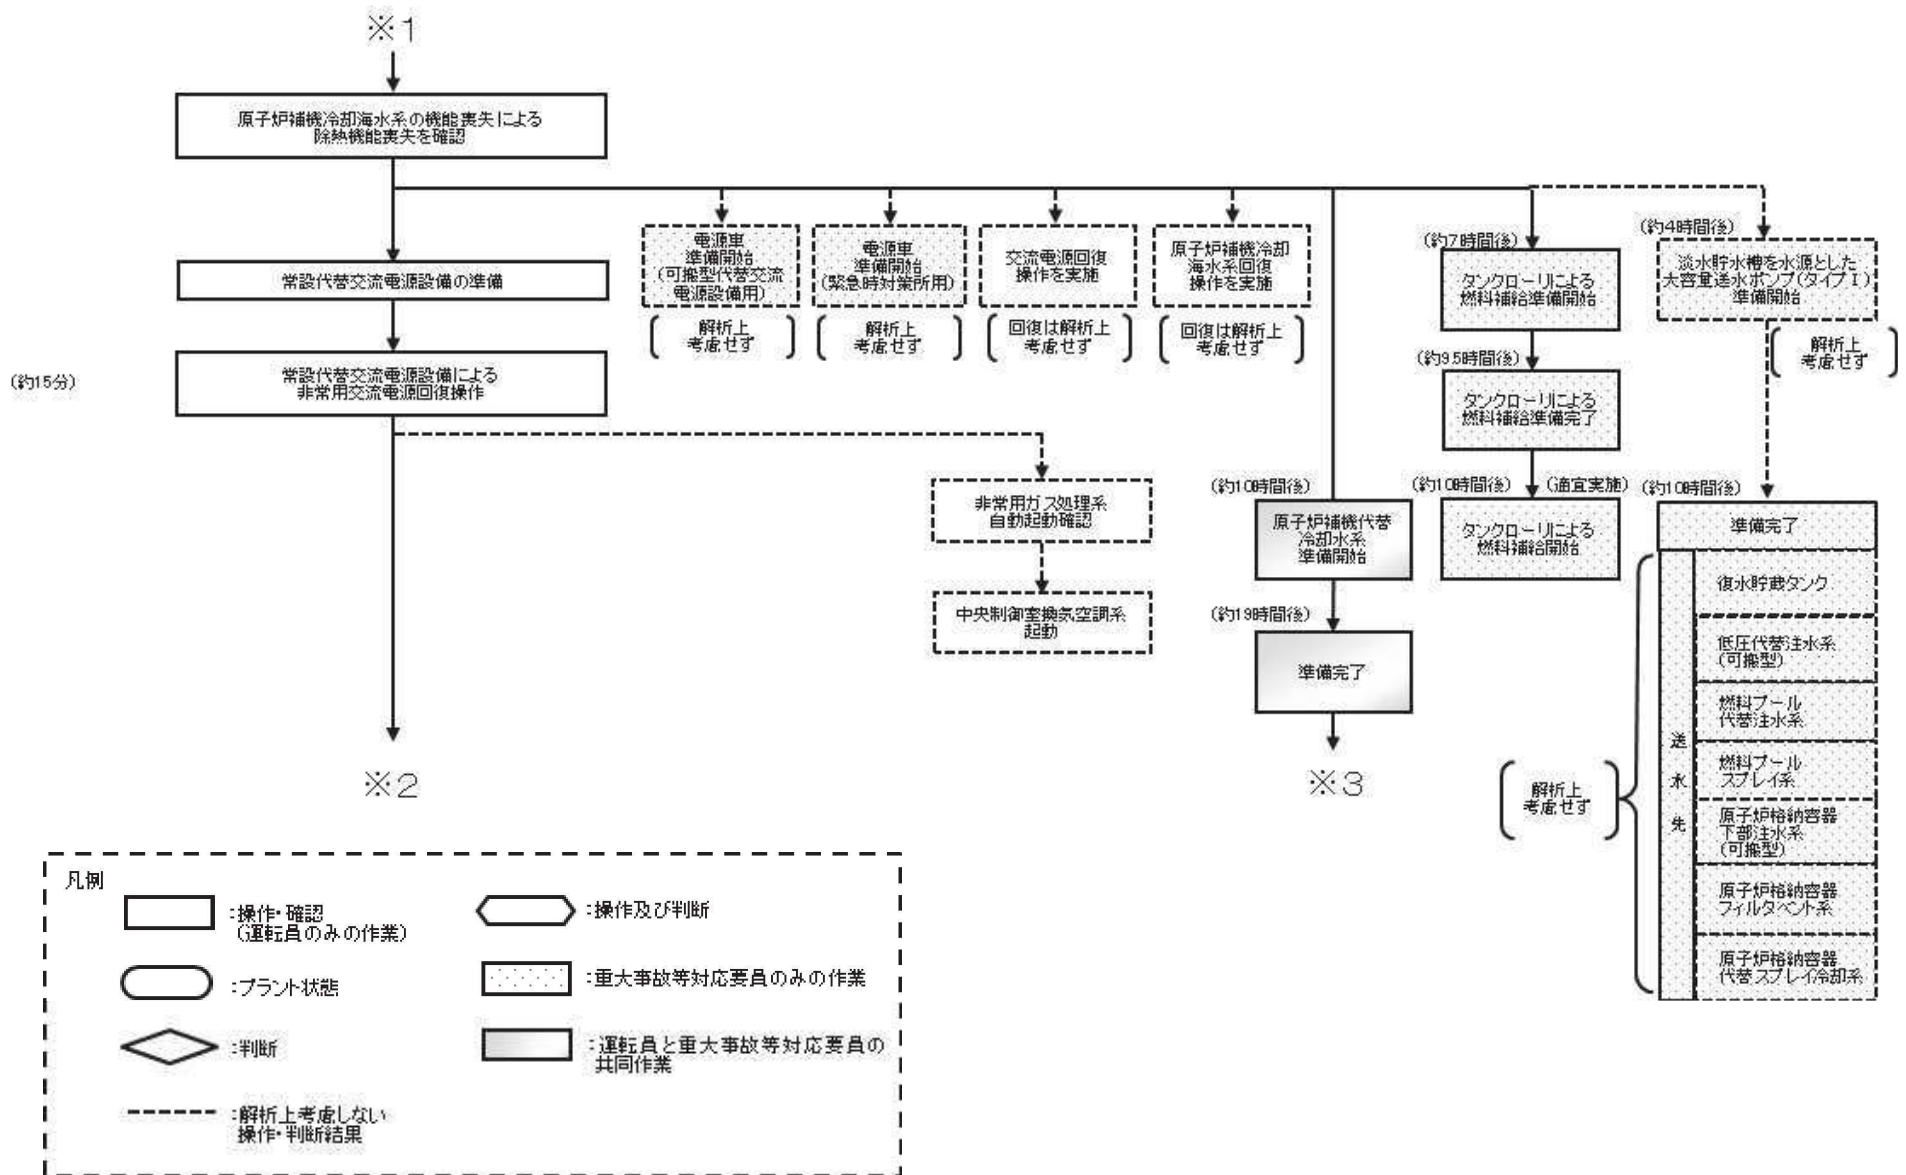 ※1
原子炉補機冷却海水系の機能喪失による
除熱機能喪失を確認
常設代替交流電源設備の準備
(約15分)
常設代替交流電源設備による
非常用交流電源回復操作
※2
電源車
準備開始
(可搬型代替交流
電源設備用)
解析上
考慮せず
電源車
準備開始
(緊急時対策所用)
解析上
考慮せず
交流電源回復
操作を実施
回復は解析上
考慮せず
原子炉補機冷却
海水系回復
操作を実施
回復は解析上
考慮せず
非常用ガス処理系
自動起動確認
中央制御室換気空調系
起動
(約10時間後)
原子炉補機代替
冷却水系
準備開始
(約19時間後)
準備完了
※3
(約7時間後)
タンクローリによる
燃料補給準備開始
(約9.5時間後)
タンクローリによる
燃料補給準備完了
(約10時間後)
(適宜実施)
タンクローリによる
燃料補給開始
(約4時間後)
淡水貯水槽を水源とした
大容量送水ポンプ(タイプⅠ)
準備開始
解析上
考慮せず
(約10時間後)
準備完了
送水先
復水貯蔵タンク
低圧代替注水系
(可搬型)
燃料プール
代替注水系
燃料プール
スプレイ系
原子炉格納容器
下部注水系
(可搬型)
原子炉格納容器
フィルタベント系
原子炉格納容器
代替スプレイ冷却系
解析上
考慮せず
凡例
:操作・確認
(運転員のみの作業)
:プラント状態
:判断
:解析上考慮しない
操作・判断結果
:操作及び判断
:重大事故等対応要員のみの作業
:運転員と重大事故等対応要員の
共同作業